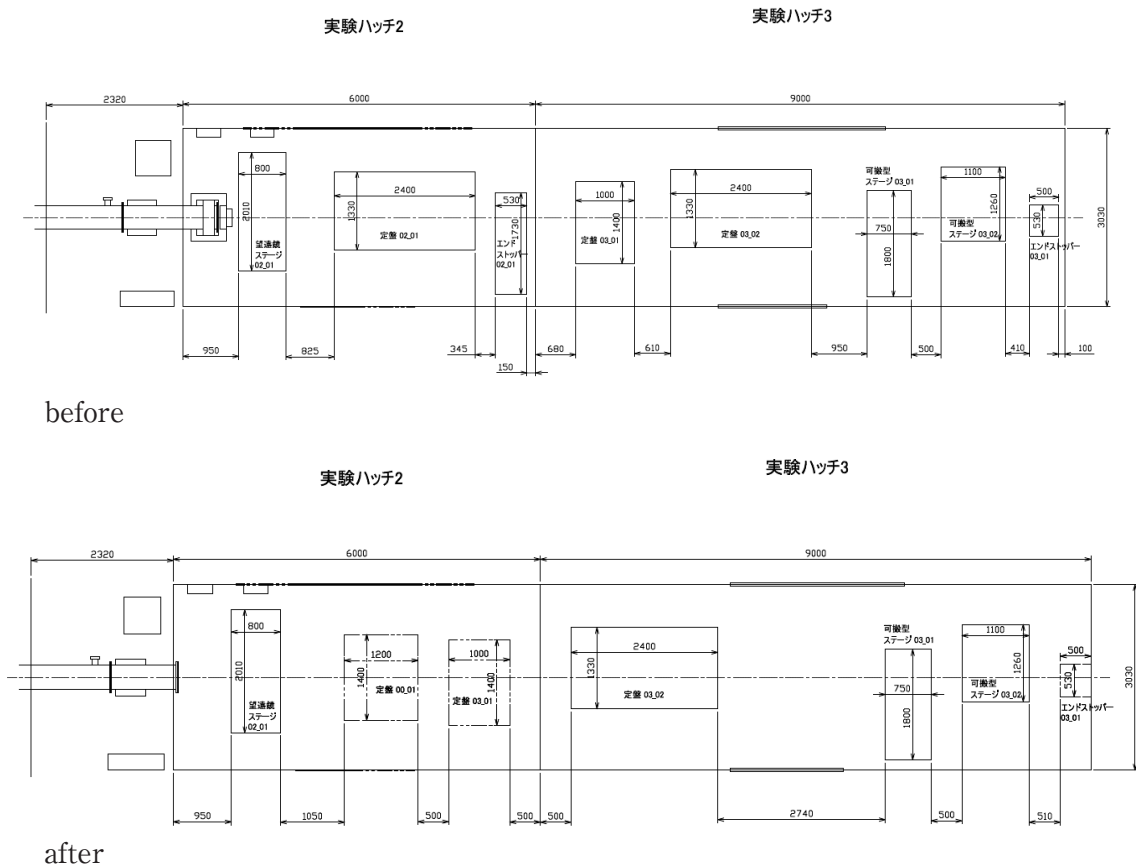 実験ハッチ2
実験ハッチ3
2320
6000
9000
800
2010
望遠鏡
ステージ
02_01
2400
1330
定盤 02_01
530
1730
エンド
ストッパー
02_01
1000
1400
定盤 03_01
2400
1330
定盤 03_02
可搬型
ステージ 03_01
750
1800
1100
1260
可搬型
ステージ 03_02
500
530
エンドストッパー
03_01
3030
950
825
345
150
680
610
950
500
410
100
before
実験ハッチ2
実験ハッチ3
2320
6000
9000
800
2010
望遠鏡
ステージ
02_01
1200
1400
定盤 00_01
1000
1400
定盤 03_01
2400
1330
定盤 03_02
可搬型
ステージ 03_01
750
1800
1100
1260
可搬型
ステージ 03_02
500
530
エンドストッパー
03_01
3030
950
1050
500
500
500
2740
500
510
after